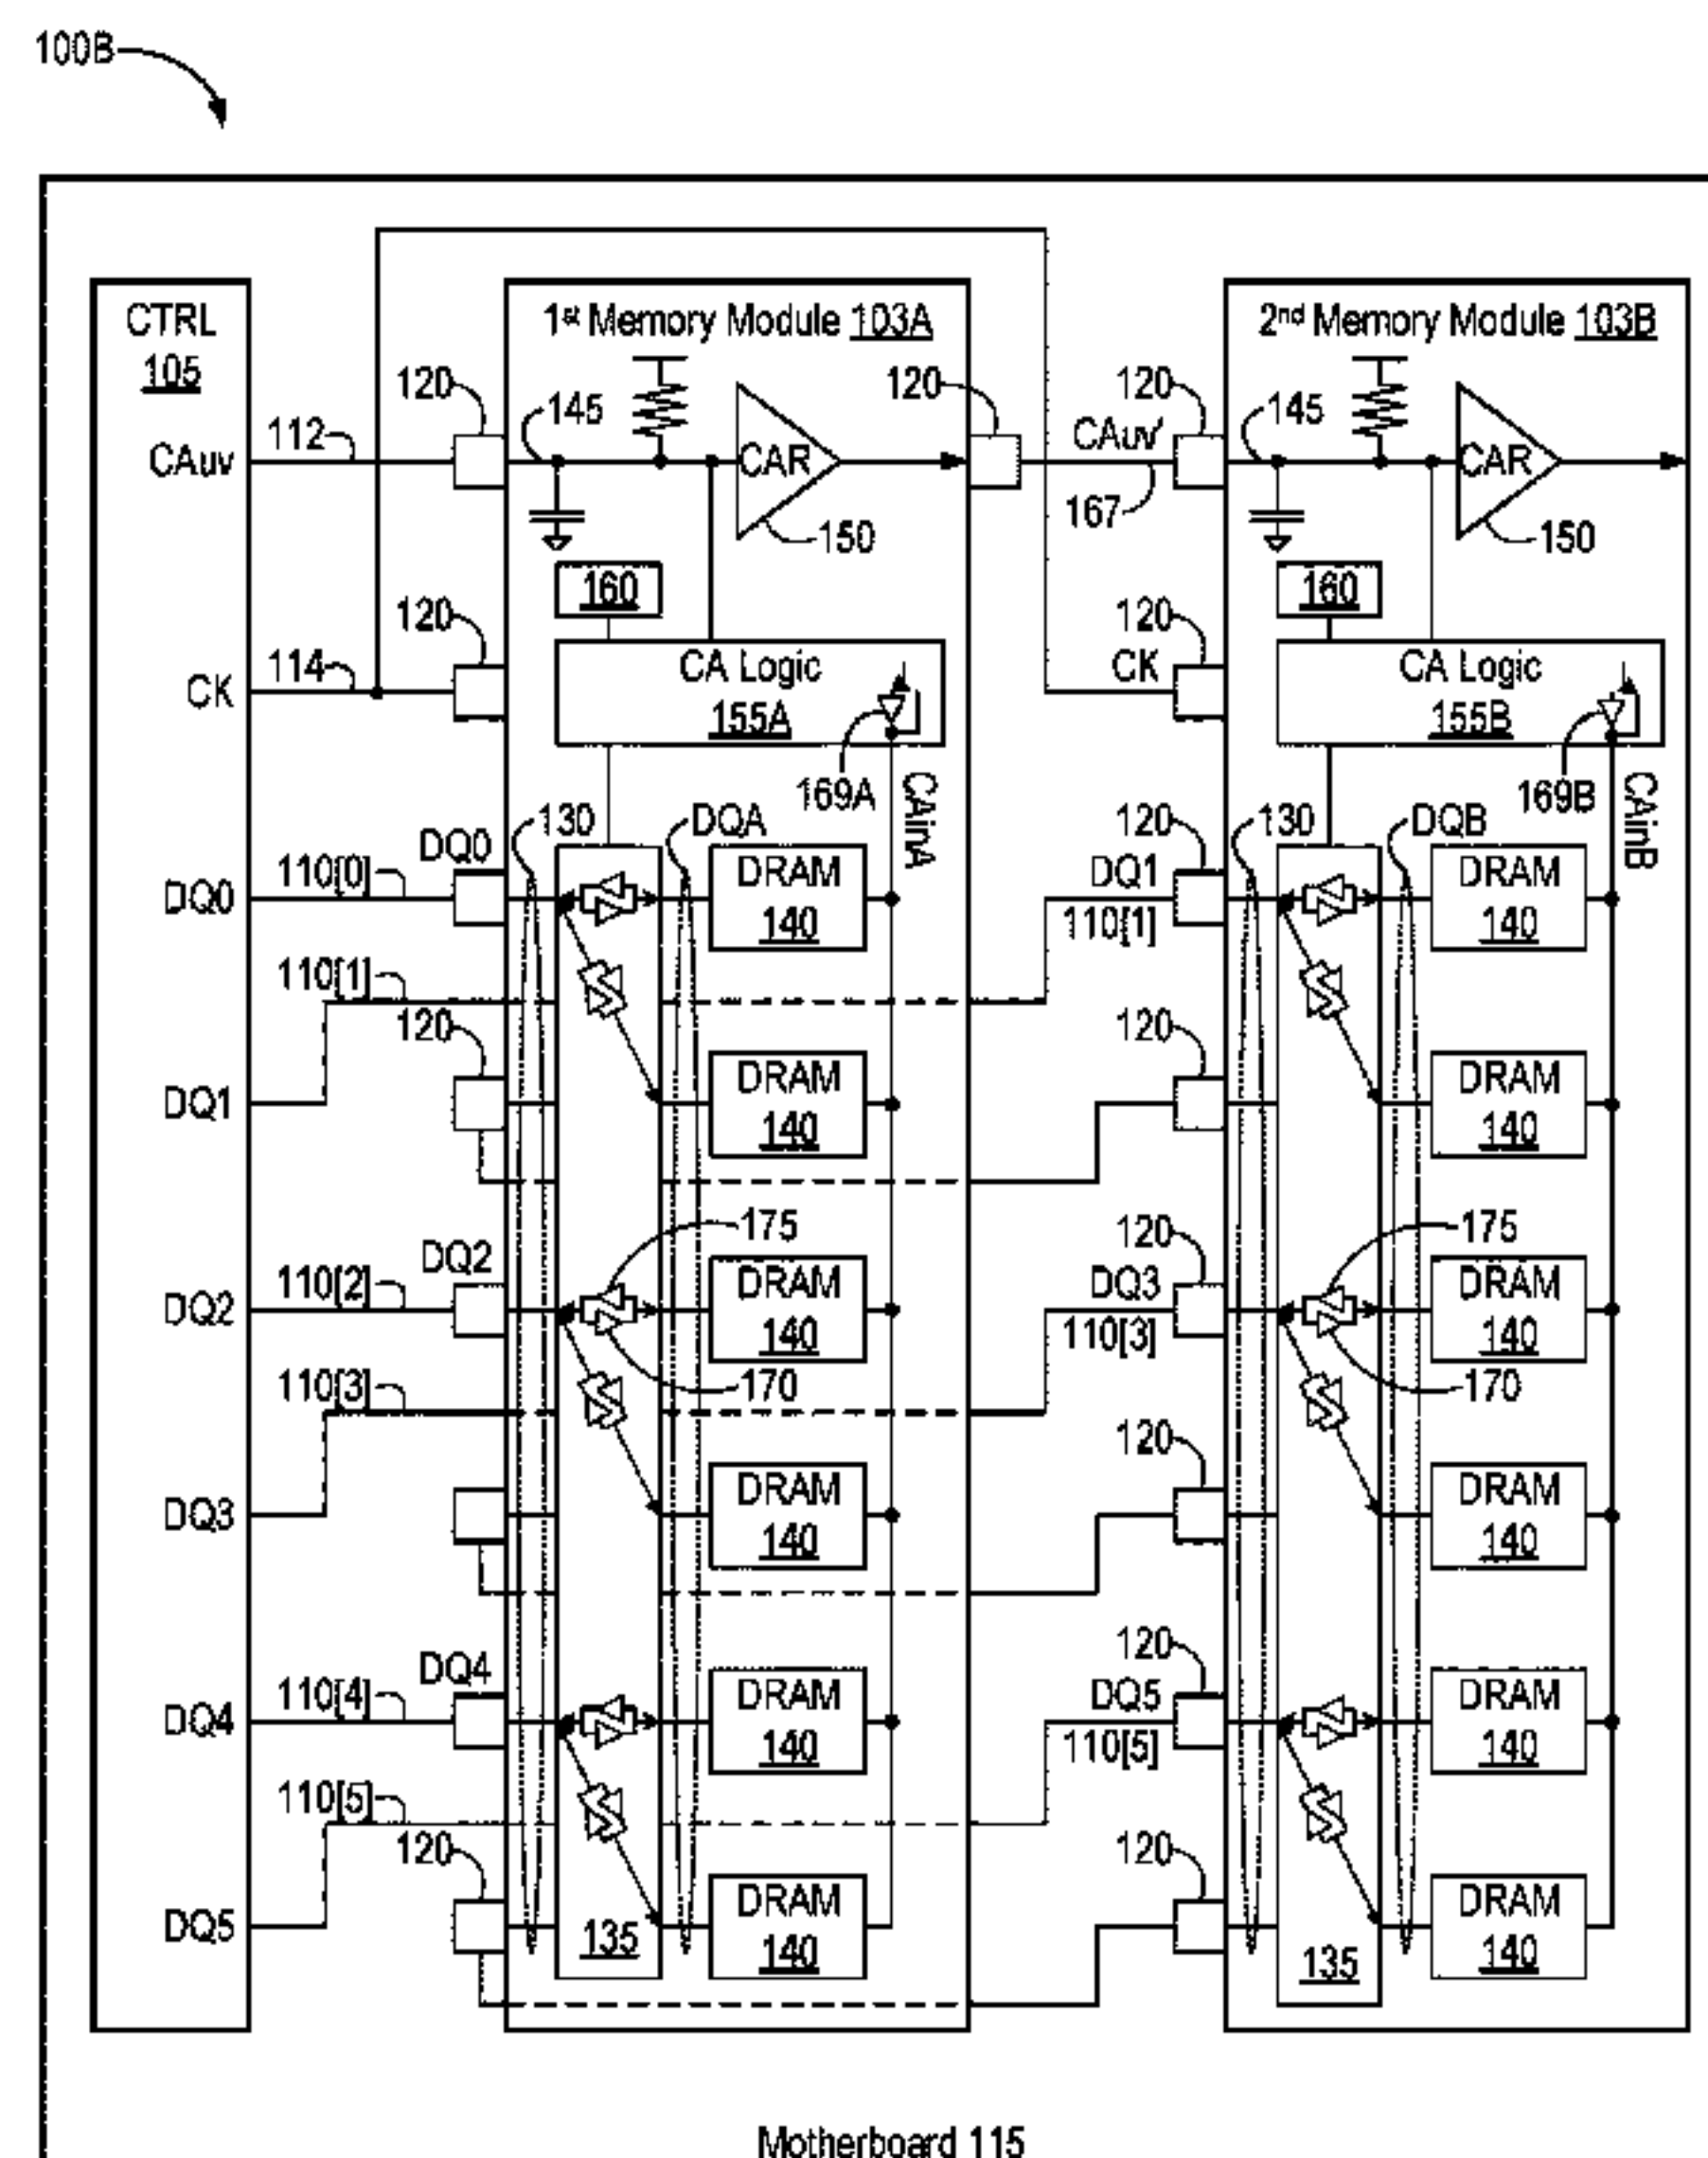 100B
CTRL
105
1st Memory Module 103A
2nd Memory Module 103B
120
120
120
120
CAuv
112
145
CAR
CAuv'
145
CAR
150
167
150
160
160
120
120
CK
114
CA Logic
155A
CK
CA Logic
155B
169A
CAinA
169B
CAinB
DQ0
110[0]
DQ0
130
DQA
DRAM
140
120
DQ1
110[1]
130
DQB
DRAM
140
110[1]
120
120
DQ1
DRAM
140
DRAM
140
175
175
DQ2
110[2]
DQ2
DRAM
140
120
DQ3
110[3]
DRAM
140
170
170
110[3]
120
DQ3
DRAM
140
DRAM
140
DQ4
110[4]
DQ4
DRAM
140
120
DQ5
110[5]
DRAM
140
110[5]
120
120
DQ5
135
DRAM
140
135
DRAM
140
Motherboard 115